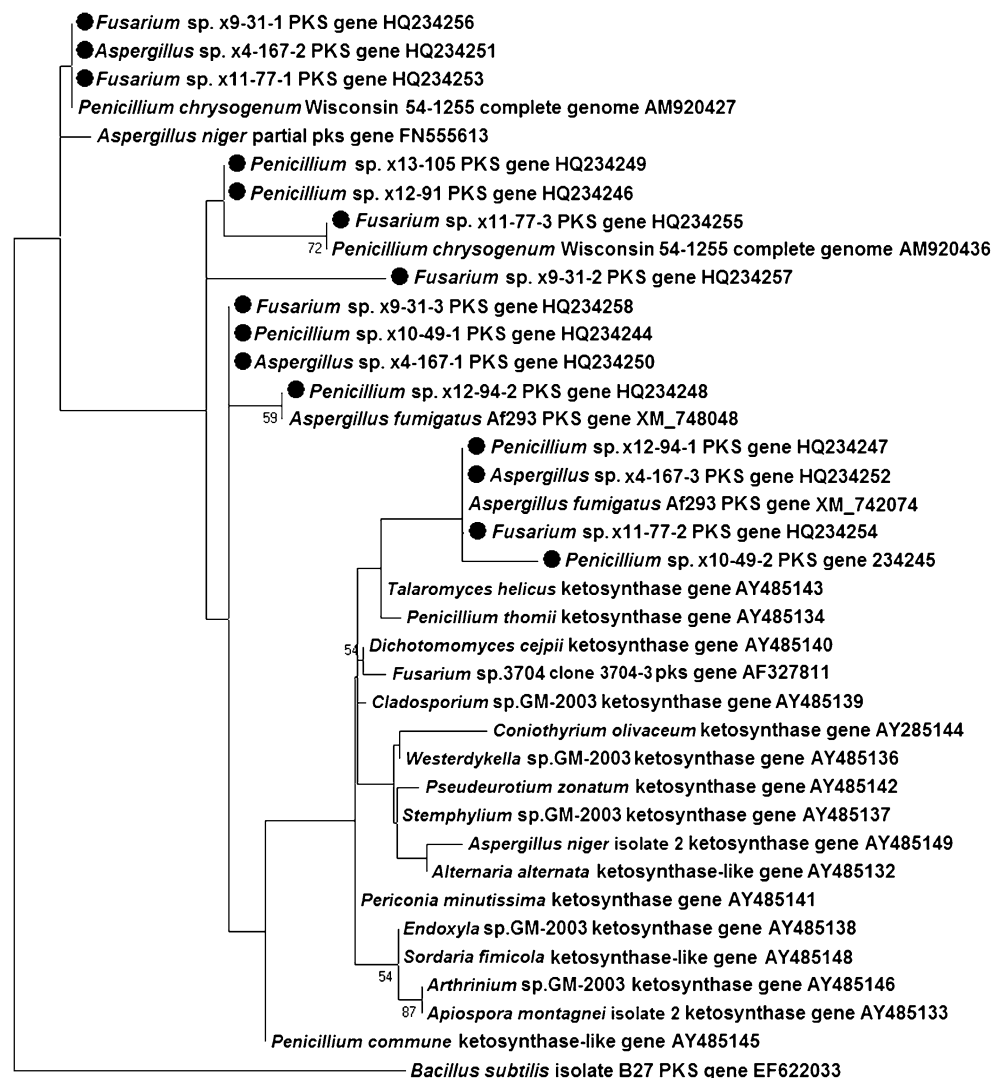 Fusarium sp. x9-31-1 PKS gene HQ234256
Aspergillus sp. x4-167-2 PKS gene HQ234251
Fusarium sp. x11-77-1 PKS gene HQ234253
Penicillium chrysogenum Wisconsin 54-1255 complete genome AM920427
Aspergillus niger partial pks gene FN555613
Penicillium sp. x13-105 PKS gene HQ234249
Penicillium sp. x12-91 PKS gene HQ234246
Fusarium sp. x11-77-3 PKS gene HQ234255
72 Penicillium chrysogenum Wisconsin 54-1255 complete genome AM920436
Fusarium sp. x9-31-2 PKS gene HQ234257
Fusarium sp. x9-31-3 PKS gene HQ234258
Penicillium sp. x10-49-1 PKS gene HQ234244
Aspergillus sp. x4-167-1 PKS gene HQ234250
Penicillium sp. x12-94-2 PKS gene HQ234248
59 Aspergillus fumigatus Af293 PKS gene XM_748048
Penicillium sp. x12-94-1 PKS gene HQ234247
Aspergillus sp. x4-167-3 PKS gene HQ234252
Aspergillus fumigatus Af293 PKS gene XM_742074
Fusarium sp. x11-77-2 PKS gene HQ234254
Penicillium sp. x10-49-2 PKS gene 234245
Talaromyces helicus ketosynthase gene AY485143
Penicillium thomii ketosynthase gene AY485134
54 Dichotomomyces cejpii ketosynthase gene AY485140
Fusarium sp.3704 clone 3704-3 pks gene AF327811
Cladosporium sp.GM-2003 ketosynthase gene AY485139
Coniothyrium olivaceum ketosynthase gene AY285144
Westerdykella sp.GM-2003 ketosynthase gene AY485136
Pseudeurotium zonatum ketosynthase gene AY485142
Stemphylium sp.GM-2003 ketosynthase gene AY485137
Aspergillus niger isolate 2 ketosynthase gene AY485149
Alternaria alternata ketosynthase-like gene AY485132
Periconia minutissima ketosynthase gene AY485141
Endoxyla sp.GM-2003 ketosynthase gene AY485138
Sordaria fimicola ketosynthase-like gene AY485148
54
Arthrinium sp.GM-2003 ketosynthase gene AY485146
87 Apiospora montagnei isolate 2 ketosynthase gene AY485133
Penicillium commune ketosynthase-like gene AY485145
Bacillus subtilis isolate B27 PKS gene EF622033